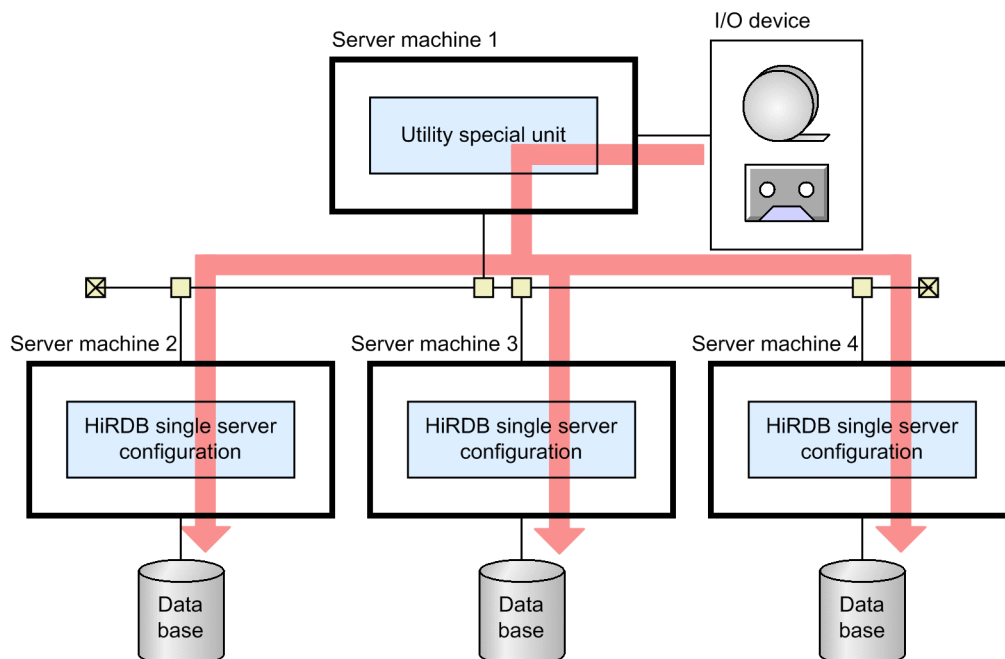 I/O device
Server machine 1
Utility special unit
Server machine 2
Server machine 3
Server machine 4
HiRDB single server
configuration
HiRDB single server
configuration
HiRDB single server
configuration
Data
base
Data
base
Data
base